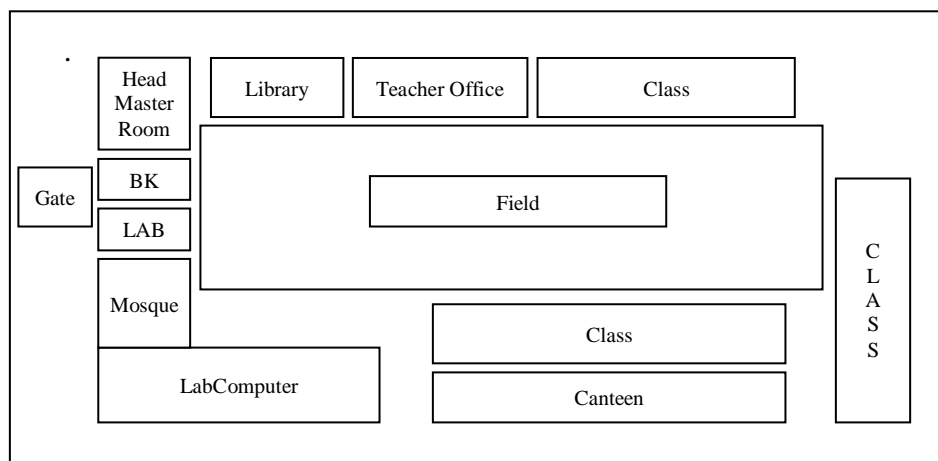 Head
Master
Room
Library
Teacher Office
Class
BK
Gate
Field
LAB
Mosque
C
L
A
S
S
Class
LabComputer
Canteen